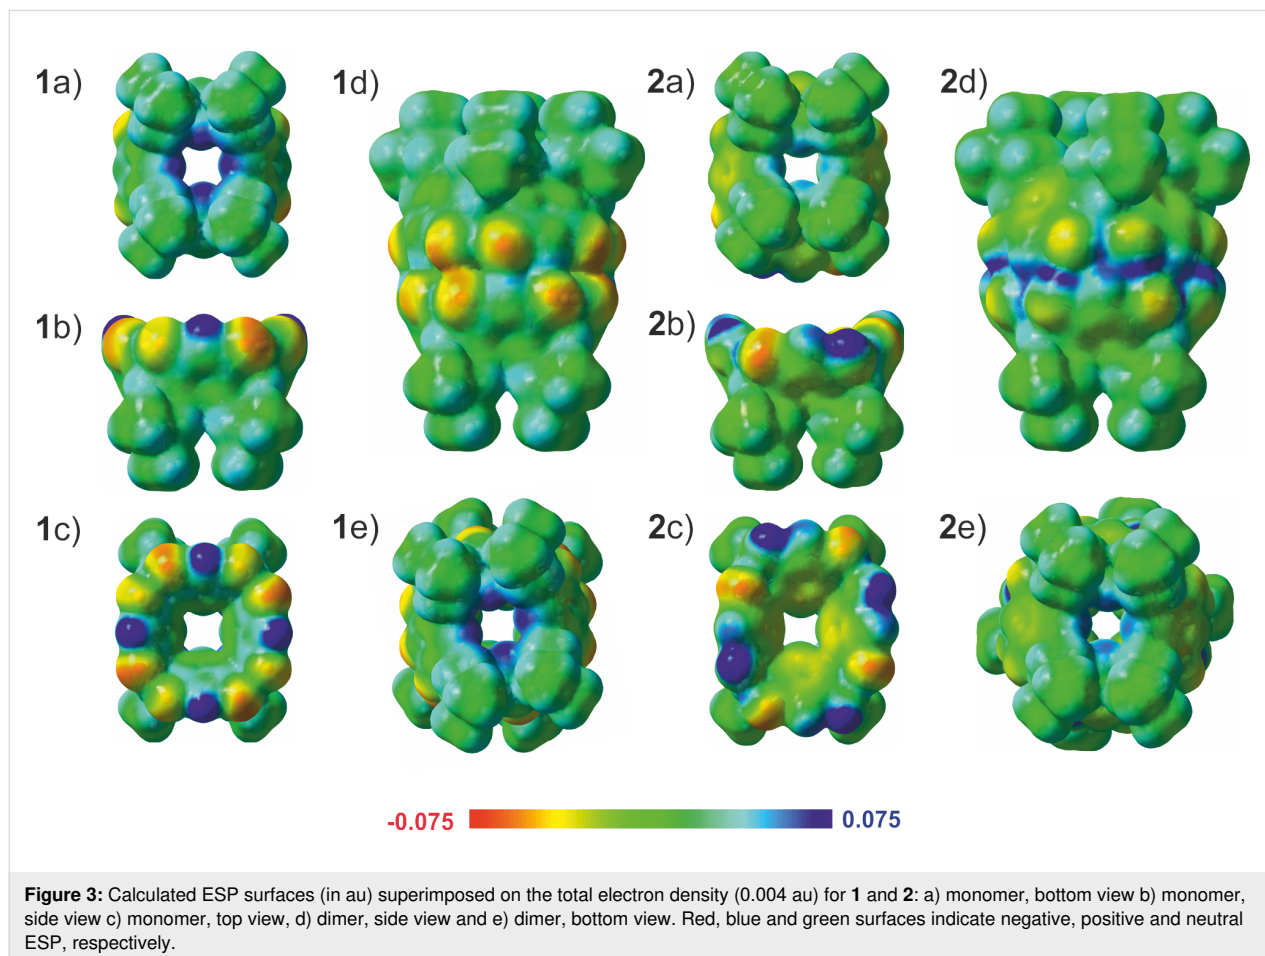 1a)
1d)
2a)
2d)
1b)
2b)
1c)
1e)
2c)
2e)
-0.075
0.075
Figure 3: Calculated ESP surfaces (in au) superimposed on the total electron density (0.004 au) for 1 and 2: a) monomer, bottom view b) monomer,
side view c) monomer, top view, d) dimer, side view and e) dimer, bottom view. Red, blue and green surfaces indicate negative, positive and neutral
ESP, respectively.